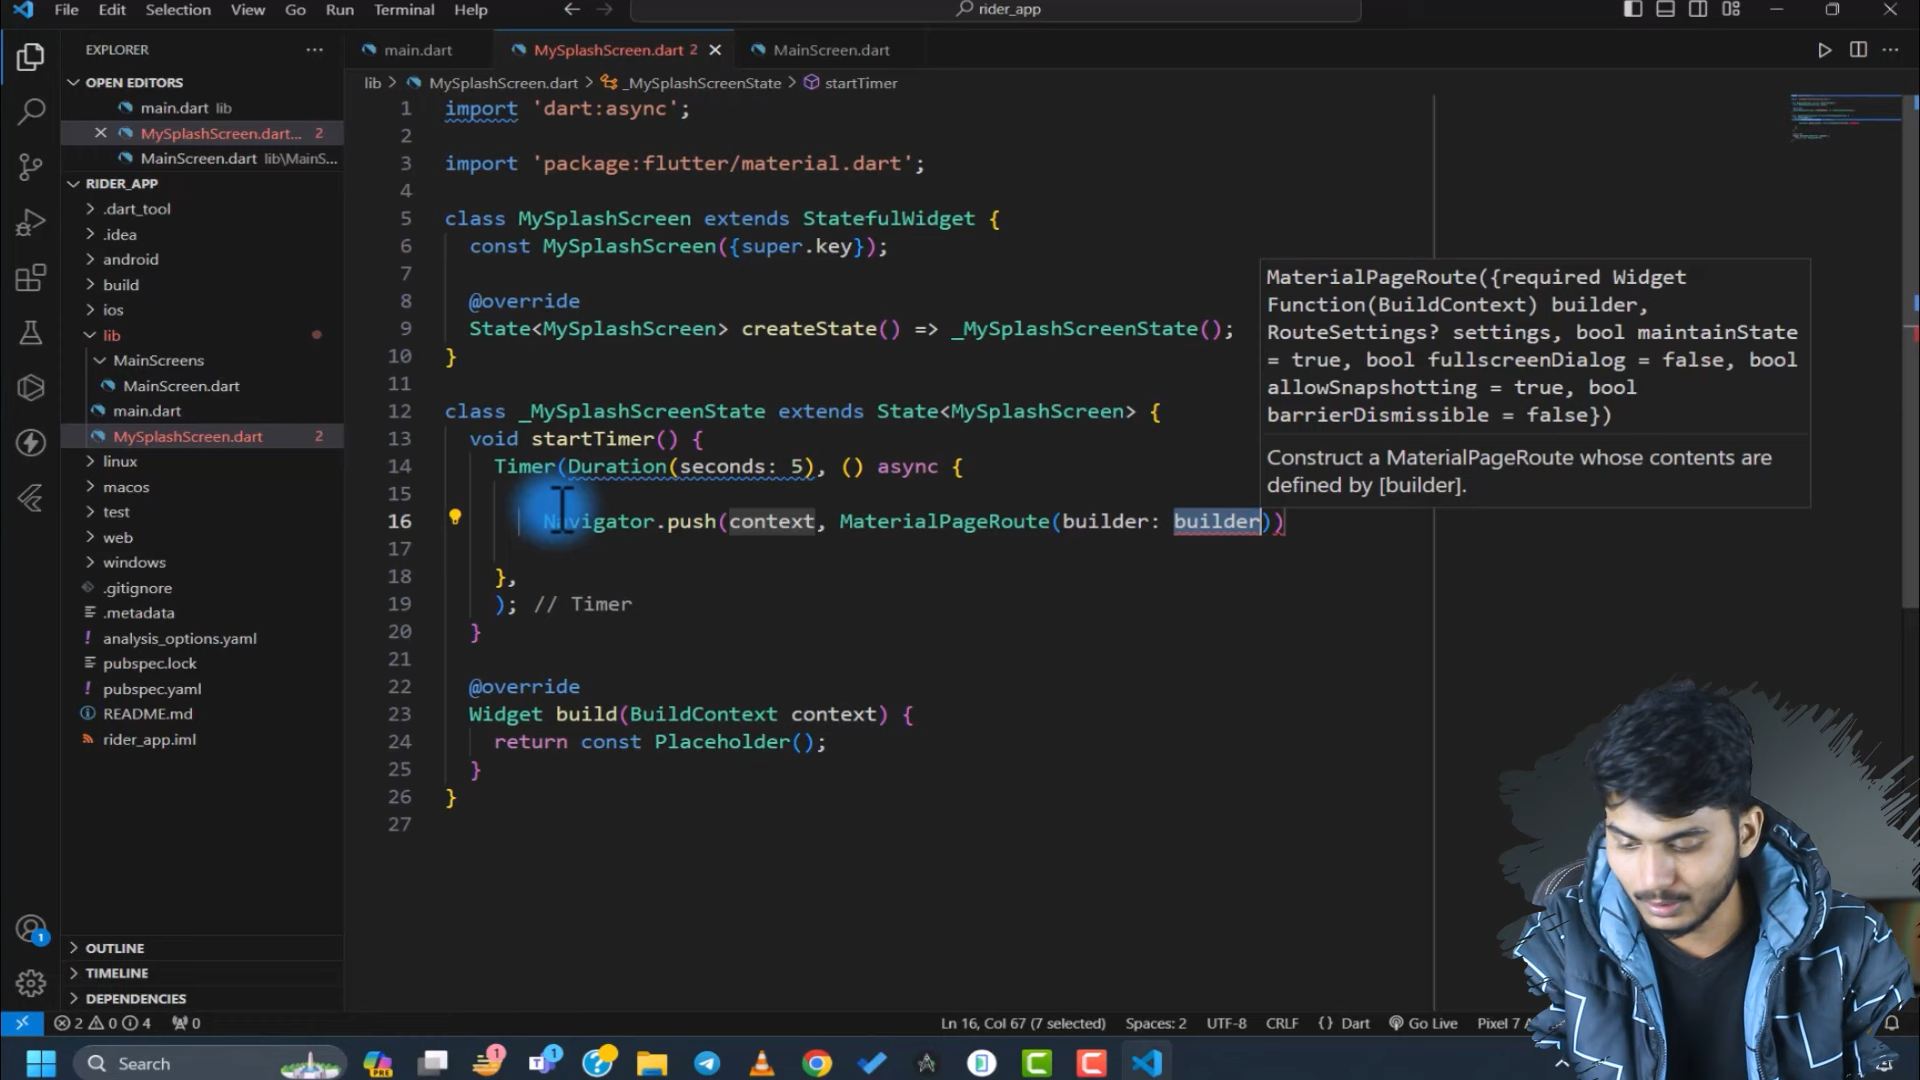 File Edit Selection View Go Run Terminal Help
rider_app
EXPLORER
OPEN EDITORS
main.dart lib
MySplashScreen.dart... 2
MainScreen.dart lib\MainS...
RIDER_APP
.dart_tool
.idea
android
build
ios
lib
MainScreens
MainScreen.dart
main.dart
MySplashScreen.dart 2
linux
macos
test
web
windows
.gitignore
.metadata
analysis_options.yaml
pubspec.lock
pubspec.yaml
README.md
rider_app.iml
OUTLINE
TIMELINE
DEPENDENCIES
main.dart MySplashScreen.dart 2 MainScreen.dart
lib > MySplashScreen.dart > _MySplashScreenState > startTimer
1 import 'dart:async';
2
3 import 'package:flutter/material.dart';
4
5 class MySplashScreen extends StatefulWidget {
6 const MySplashScreen({super.key});
7
8 @override
9 State<MySplashScreen> createState() => _MySplashScreenState();
10 }
11
12 class _MySplashScreenState extends State<MySplashScreen> {
13 void startTimer() {
14 Timer(Duration(seconds: 5), () async {
15
16 Navigator.push(context, MaterialPageRoute(builder: builder))
17
18 },
19 ); // Timer
20 }
21
22 @override
23 Widget build(BuildContext context) {
24 return const Placeholder();
25 }
26 }
27
MaterialPageRoute({required Widget
Function(BuildContext) builder,
RouteSettings? settings, bool maintainState
= true, bool fullscreenDialog = false, bool
allowSnapshotting = true, bool
barrierDismissible = false})
Construct a MaterialPageRoute whose contents are
defined by [builder].
1
2 0 4 0
Ln 16, Col 67 (7 selected) Spaces: 2 UTF-8 CRLF {} Dart Go Live Pixel 7
Search
PRE
1
1